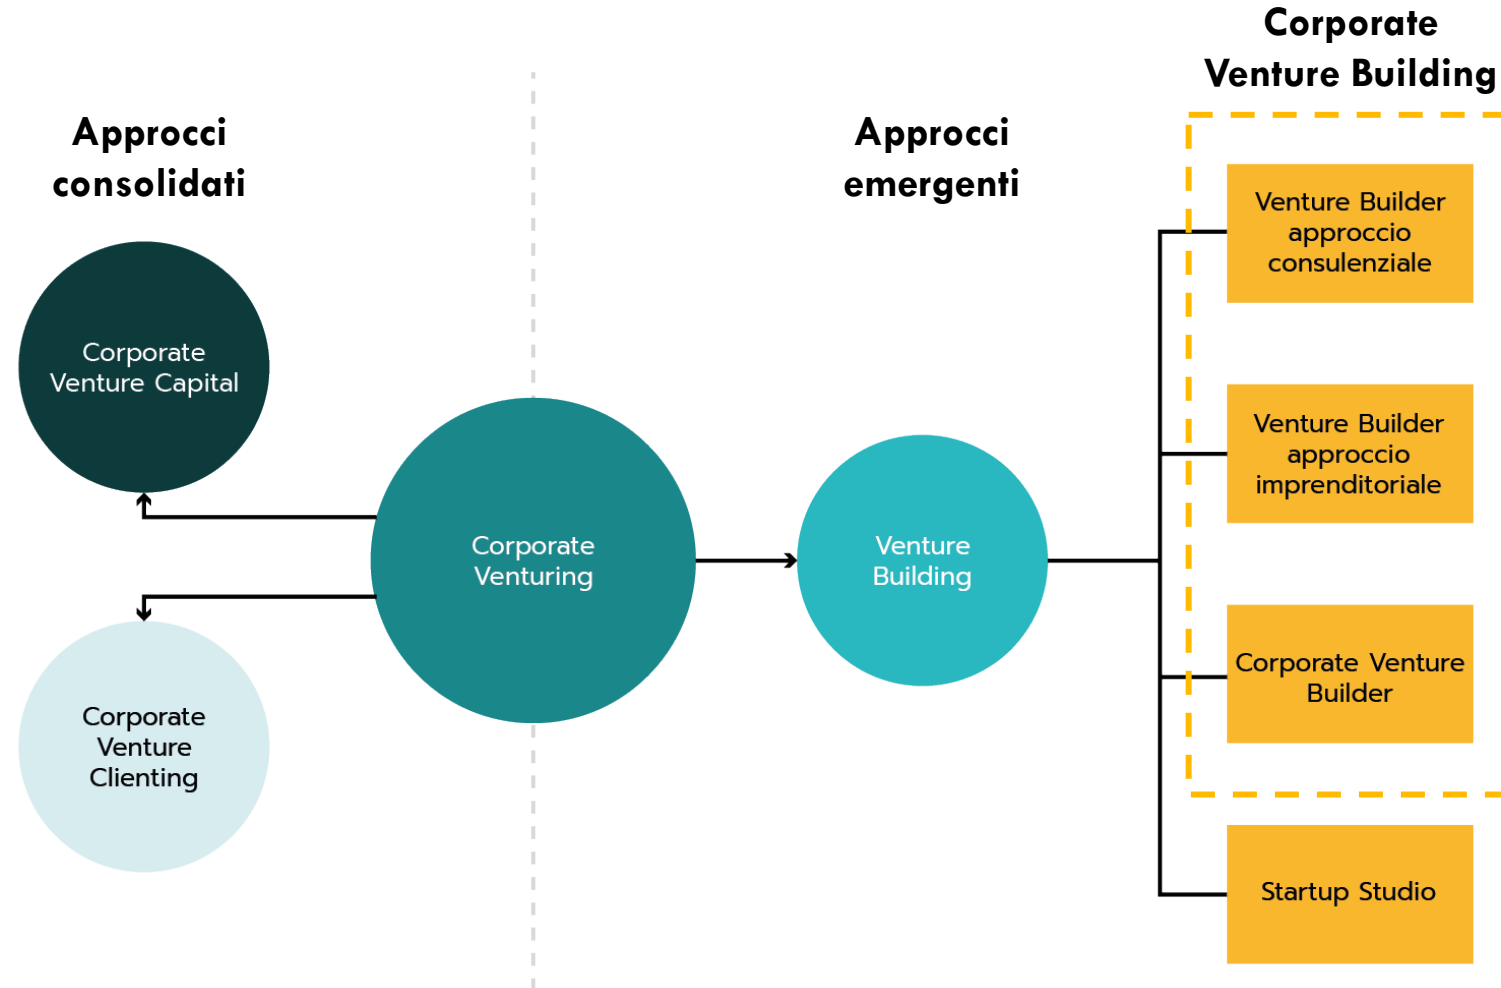 Corporate
Venture Building
Approcci
consolidati
Approcci
emergenti
Corporate
Venture Capital
Corporate
Venture
Clienting
Corporate
Venturing
Venture
Building
Venture Builder
approccio
consulenziale
Venture Builder
approccio
imprenditoriale
Corporate Venture
Builder
Startup Studio